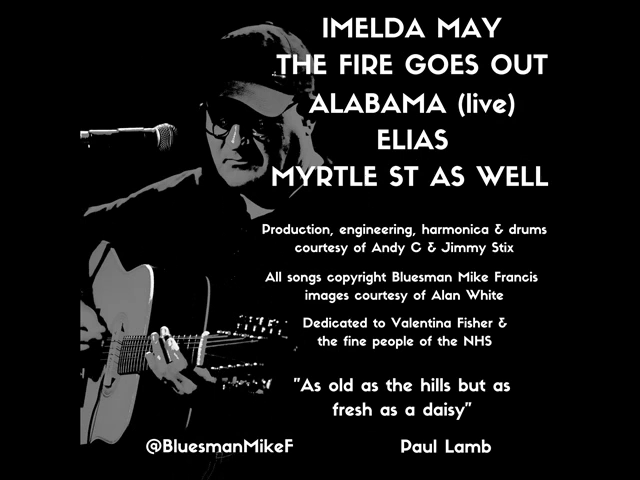 IMELDA MAY
THE FIRE GOES OUT
ALABAMA (live)
ELIAS
MYRTLE ST AS WELL
Production, engineering, harmonica & drums
courtesy of Andy C & Jimmy Stix
All songs copyright Bluesman Mike Francis
images courtesy of Alan White
Dedicated to Valentina Fisher &
the fine people of the NHS
"As old as the hills but as
fresh as a daisy"
@BluesmanMikeF Paul Lamb